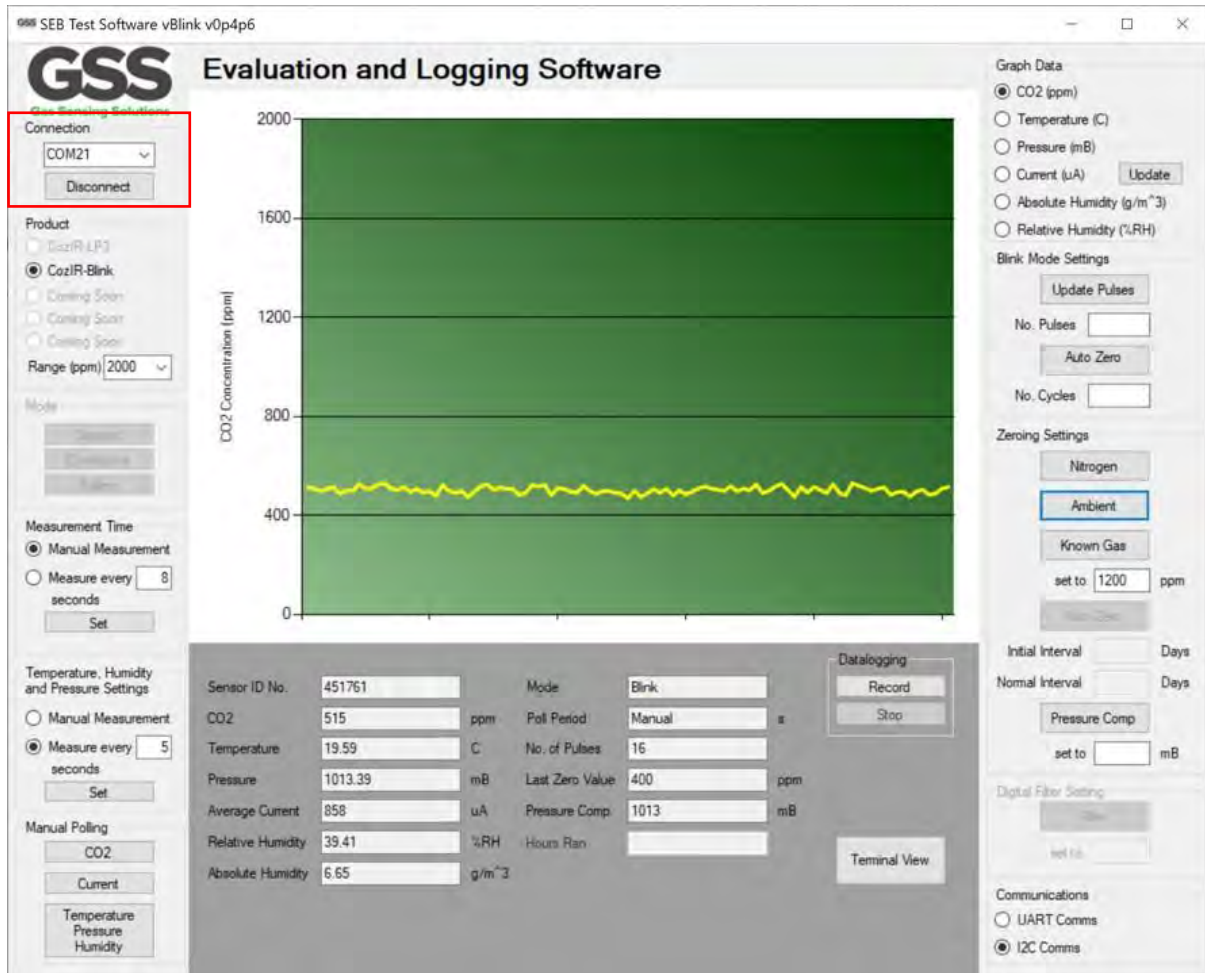 GSS SEB Test Software vBlink v0p4p6
GSS
Gas Sensing Solutions
Evaluation and Logging Software
Connection
COM21
Disconnect
Product
CozIR-LP3
CozIR-Blink
Coming Soon
Coming Soon
Coming Soon
Range (ppm) 2000
Mode
Measurement Time
Manual Measurement
Measure every 8
seconds
Set
Temperature, Humidity
and Pressure Settings
Manual Measurement
Measure every 5
seconds
Set
Manual Polling
CO2
Current
Temperature
Pressure
Humidity
CO2 Concentration (ppm)
2000
1600
1200
800
400
0
Sensor ID No. 451761
CO2 515 ppm
Temperature 19.59 C
Pressure 1013.39 mB
Average Current 858 uA
Relative Humidity 39.41 %RH
Absolute Humidity 6.65 g/m^3
Mode Blink
Poll Period Manual s
No. of Pulses 16
Last Zero Value 400 ppm
Pressure Comp. 1013 mB
Hours Ran
Datalogging
Record
Stop
Terminal View
Graph Data
CO2 (ppm)
Temperature (C)
Pressure (mB)
Current (uA) Update
Absolute Humidity (g/m^3)
Relative Humidity (%RH)
Blink Mode Settings
Update Pulses
No. Pulses
Auto Zero
No. Cycles
Zeroing Settings
Nitrogen
Ambient
Known Gas
set to 1200 ppm
Initial Interval Days
Normal Interval Days
Pressure Comp
set to mB
Digital Filter Setting
set to
Communications
UART Comms
I2C Comms